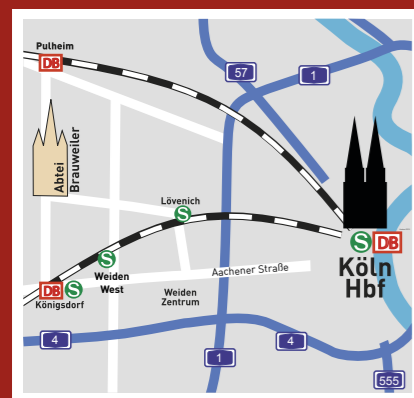 Pulheim
DB
57
1
Abtei
Brauweiler
Lövenich
S
S
Weiden
West
DB S
Königsdorf
Weiden
Zentrum
Aachener Straße
S DB
Köln
Hbf
4
1
4
555